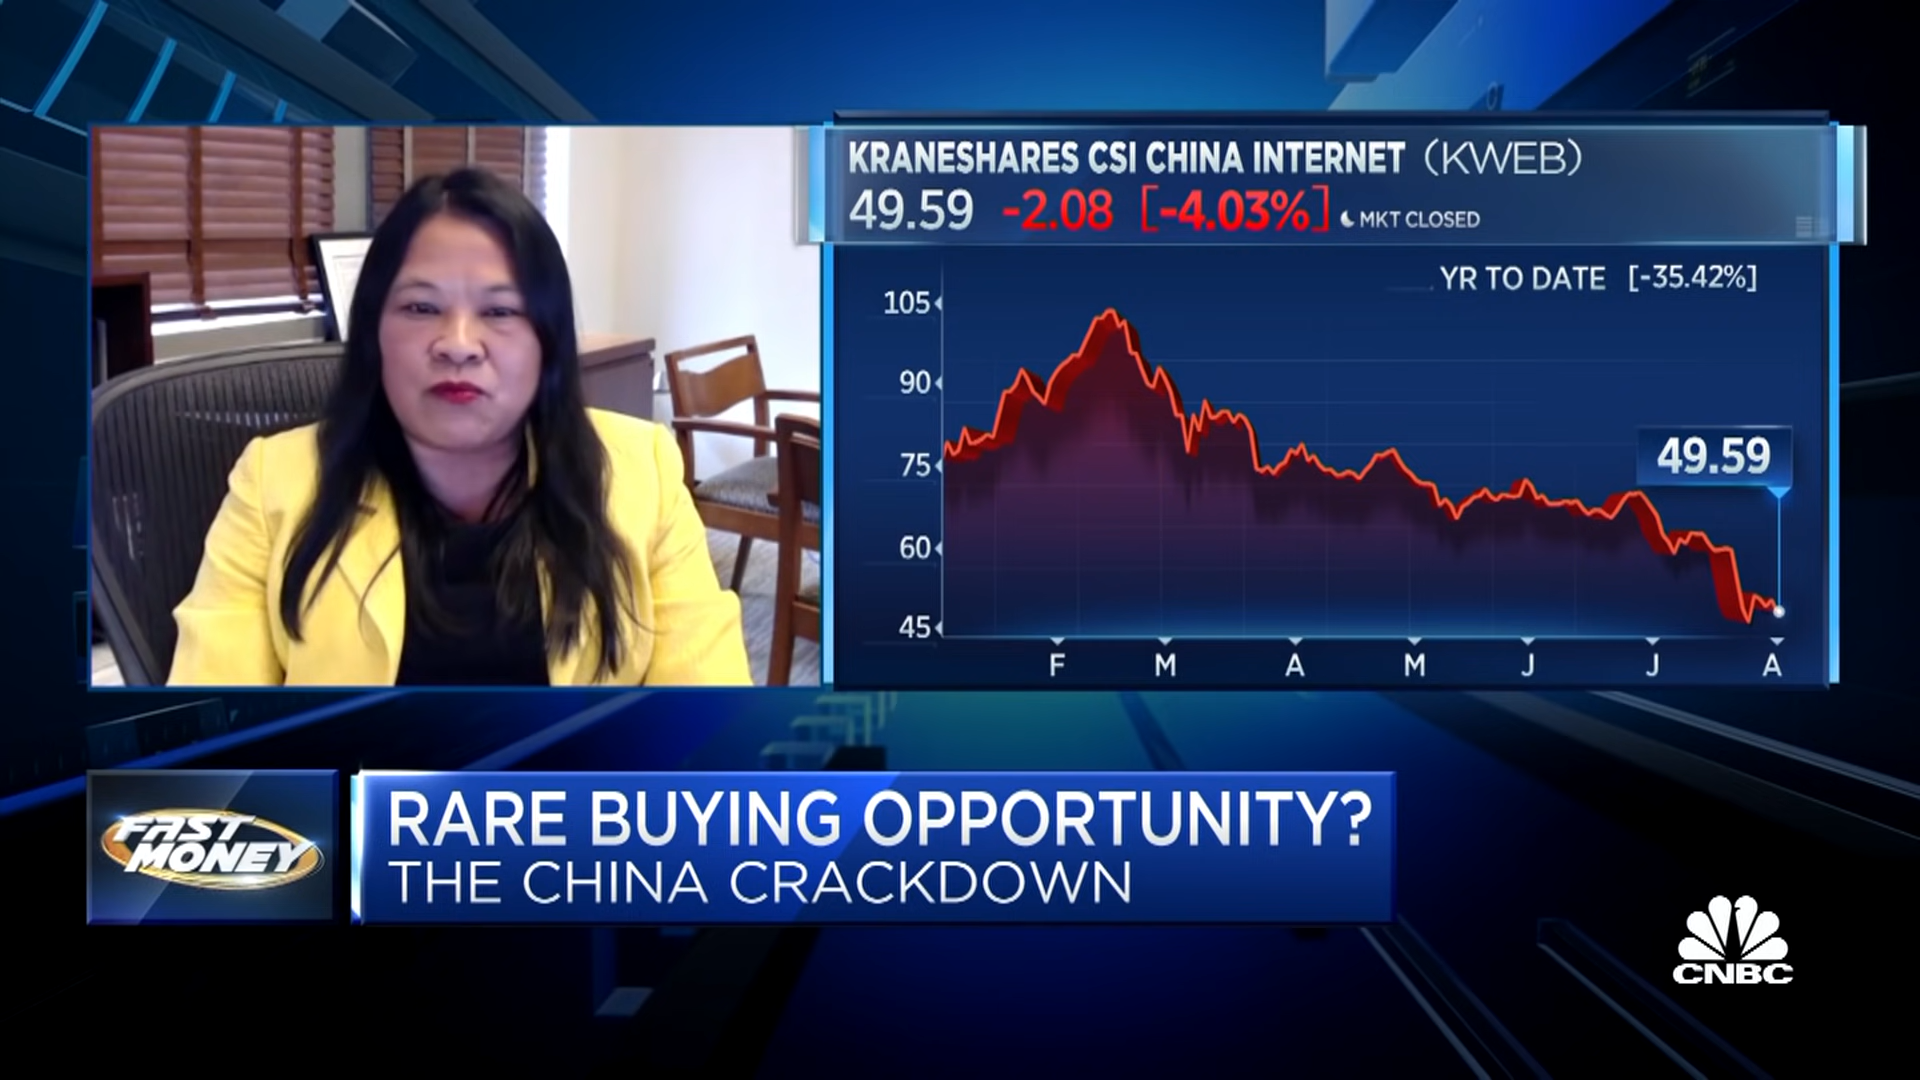 KRANESHARES CSI CHINA INTERNET (KWEB)
49.59 -2.08 [-4.03%] MKT CLOSED
YR TO DATE [-35.42%]
105
90
75
60
45
49.59
F M A M J J A
FAST
MONEY
RARE BUYING OPPORTUNITY?
THE CHINA CRACKDOWN
CNBC